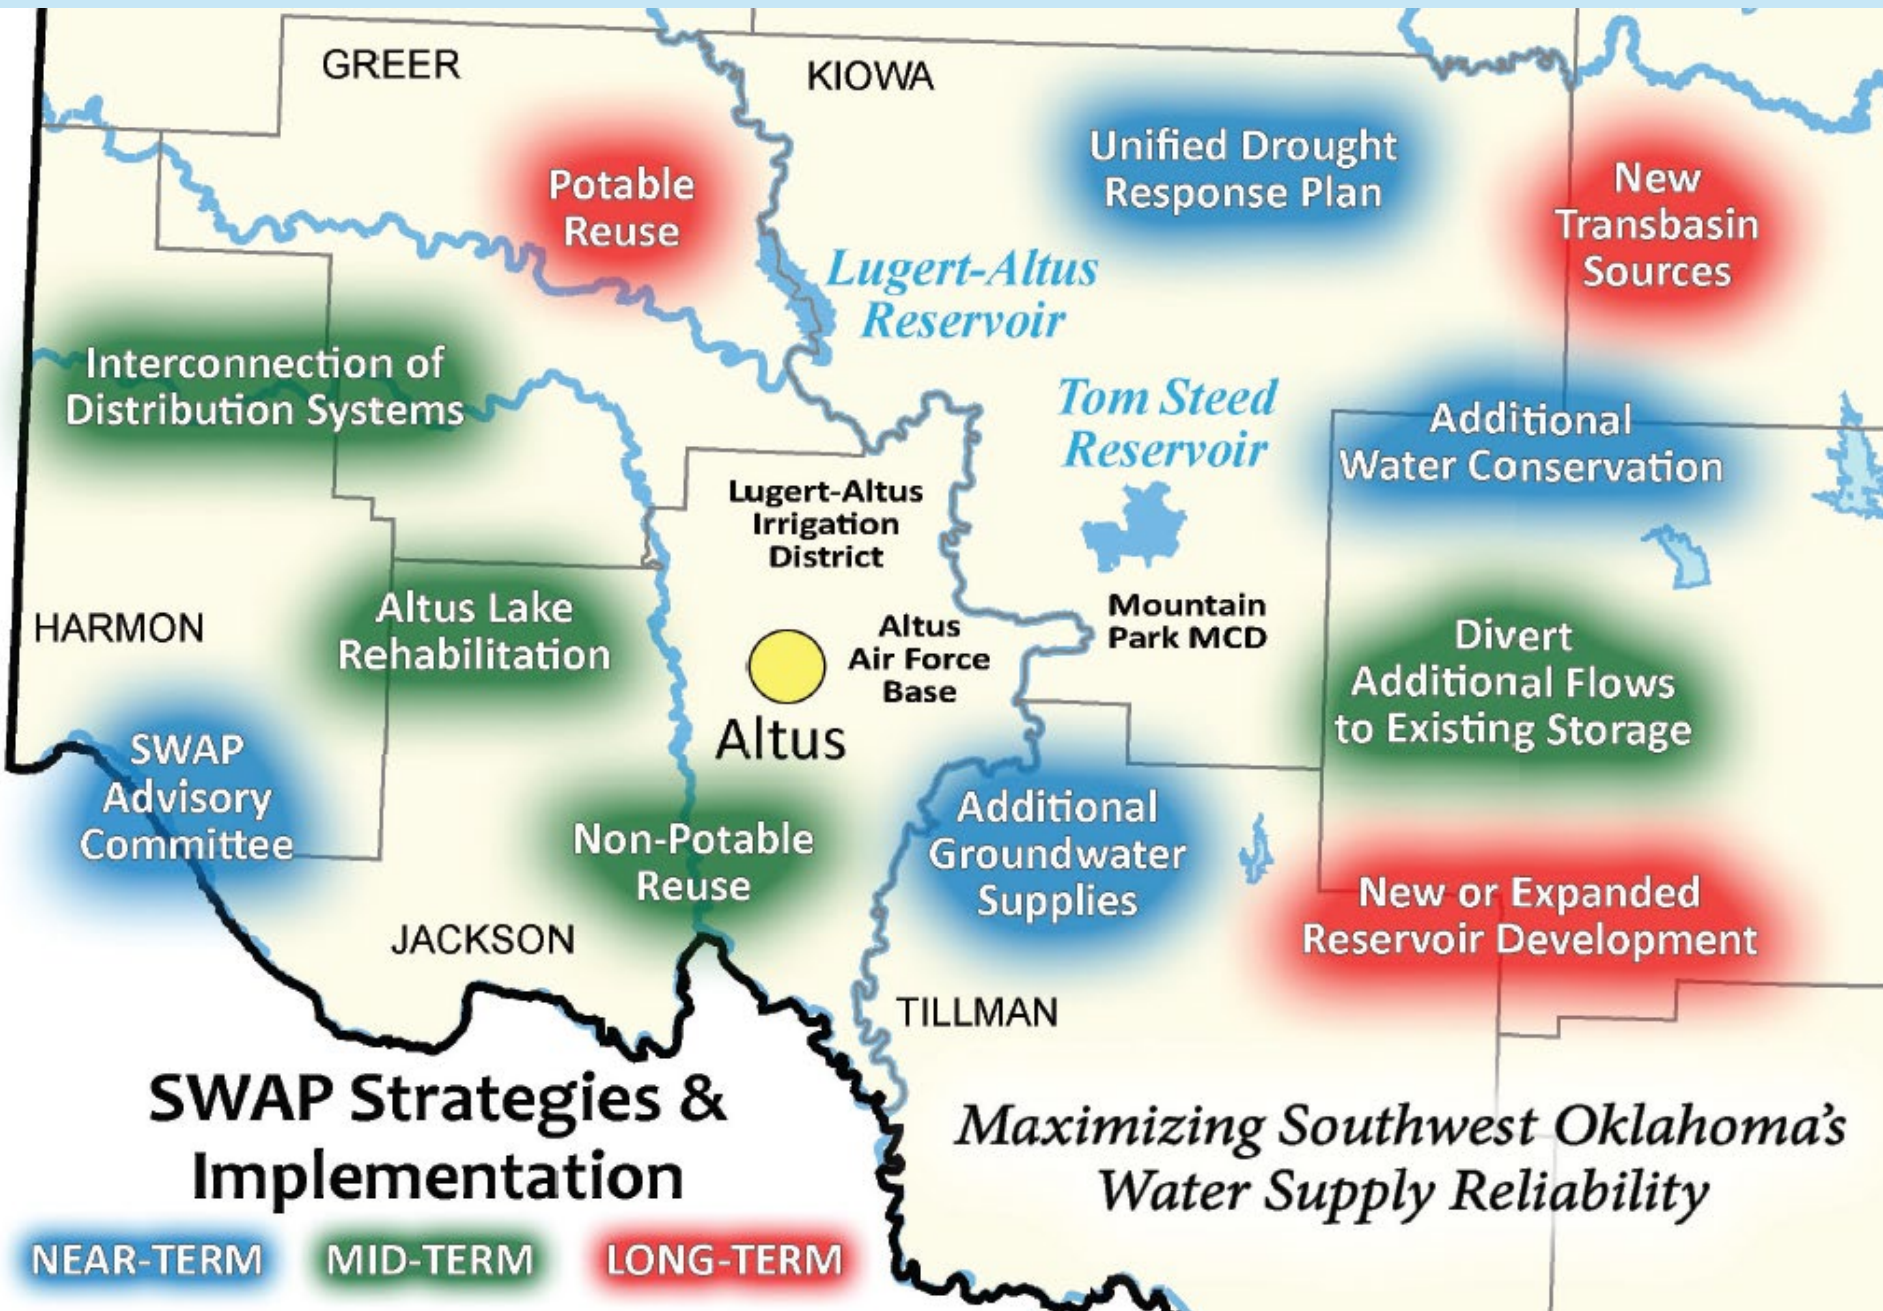 GREER
KIOWA
Unified Drought
Response Plan
New
Transbasin
Sources
Potable
Reuse
Lugert-Altus
Reservoir
Interconnection of
Distribution Systems
Tom Steed
Reservoir
Additional
Water Conservation
Lugert-Altus
Irrigation
District
HARMON
Altus Lake
Rehabilitation
Altus
Air Force
Base
Mountain
Park MCD
Divert
Additional Flows
to Existing Storage
Altus
SWAP
Advisory
Committee
Non-Potable
Reuse
Additional
Groundwater
Supplies
New or Expanded
Reservoir Development
JACKSON
TILLMAN
SWAP Strategies &
Implementation
Maximizing Southwest Oklahoma's
Water Supply Reliability
NEAR-TERM
MID-TERM
LONG-TERM